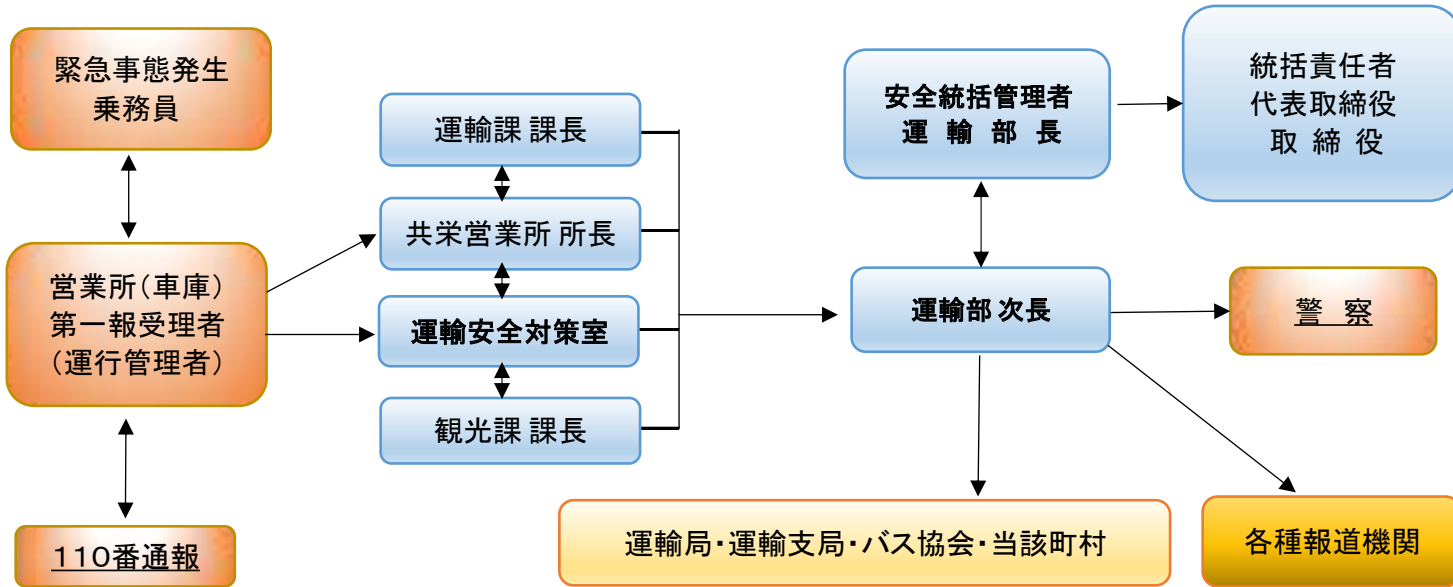 緊急事態発生
乗務員
営業所(車庫)
第一報受理者
(運行管理者)
110番通報
運輸課 課長
共栄営業所 所長
運輸安全対策室
観光課 課長
安全統括管理者
運 輸 部 長
統括責任者
代表取締役
取 締 役
運輸部 次長
警 察
運輸局・運輸支局・バス協会・当該町村
各種報道機関